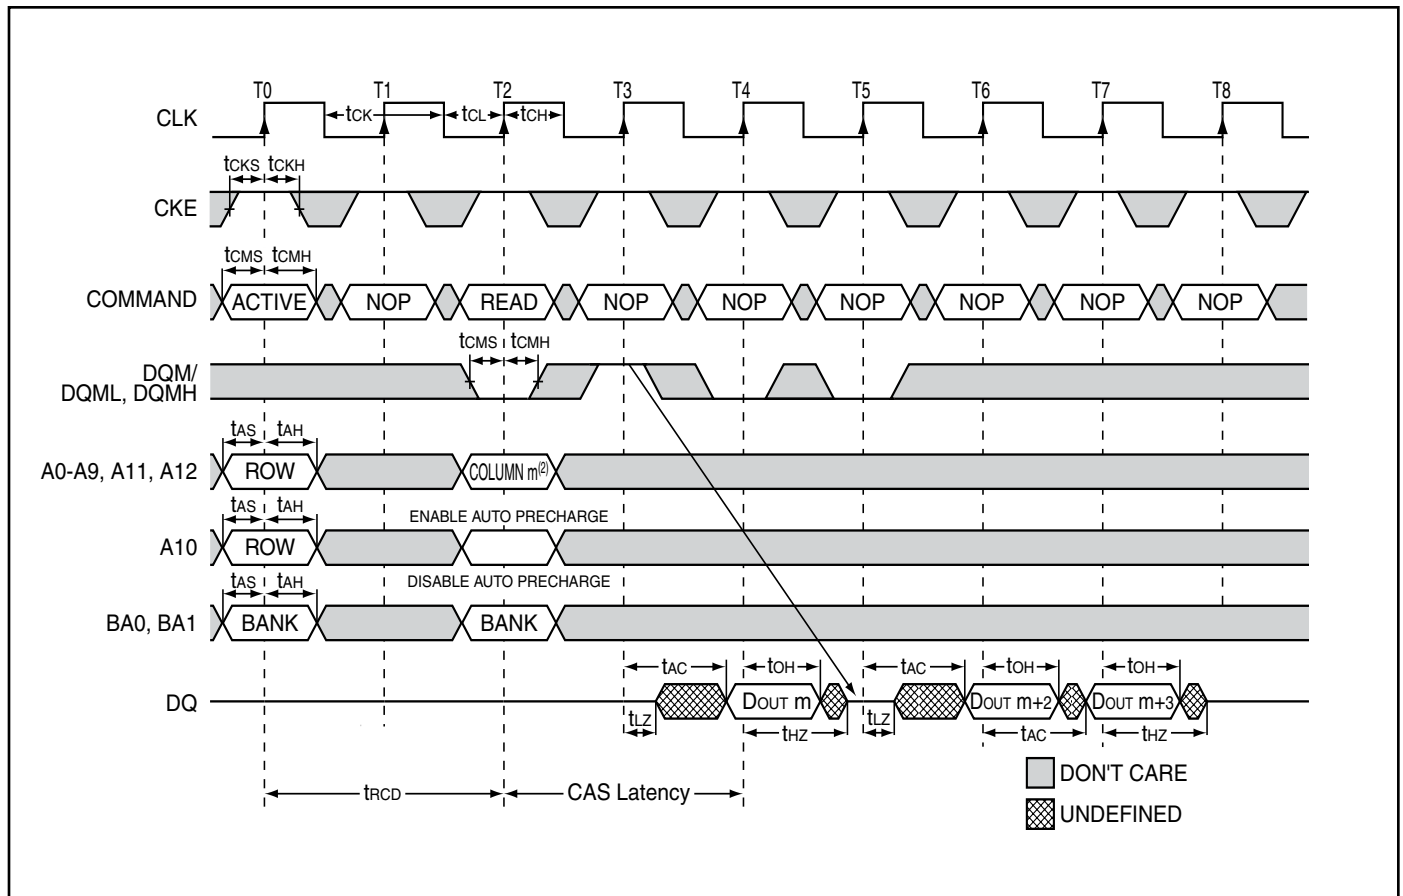 T0 T1 T2 T3 T4 T5 T6 T7 T8
CLK tCK tCL tCH
tCKS tCKH
CKE
tCMS tCMH
COMMAND ACTIVE NOP READ NOP NOP NOP NOP NOP NOP
tCMS tCMH
DQM/
DQML, DQMH
tAS tAH
A0-A9, A11, A12 ROW COLUMN m(2)
tAS tAH ENABLE AUTO PRECHARGE
A10 ROW
tAS tAH DISABLE AUTO PRECHARGE
BA0, BA1 BANK BANK
tAC tOH tAC tOH tOH
DQ DOUT m DOUT m+2 DOUT m+3
tLZ tHZ tLZ tAC tHZ
DON'T CARE
tRCD CAS Latency
UNDEFINED